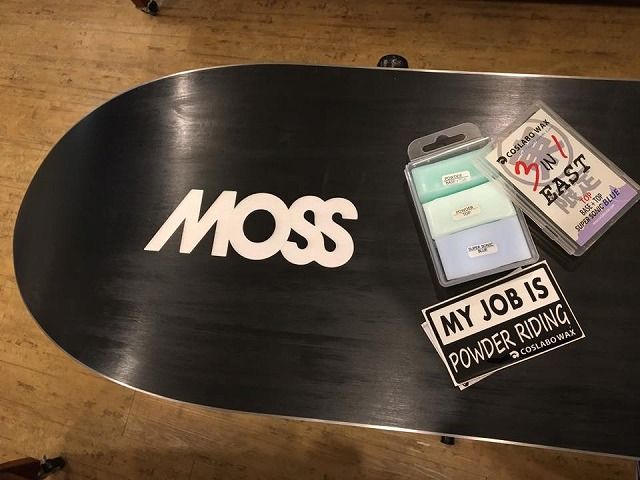 MOSS
POWDER
POWDER
TOP
SUPER SONIC
BLUE
COSLABO WAX
3 IN 1
EAST
TOP
BASE + TOP
SUPER SONIC BLUE
MY JOB IS
POWDER RIDING
COSLABO WAX